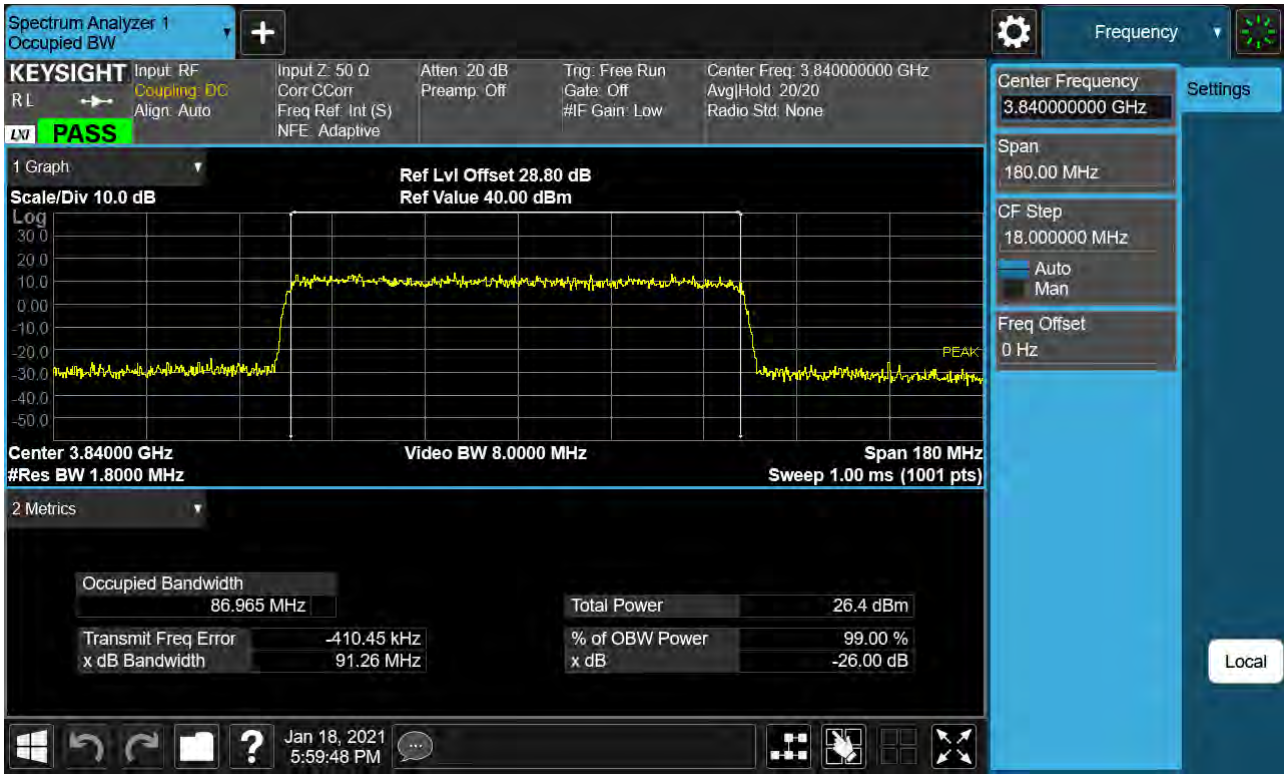 Spectrum Analyzer 1
Occupied BW
+
Frequency
KEYSIGHT
RL
LXI PASS
Input: RF
Coupling: DC
Align: Auto
Input Z: 50 Ω
Corr CCorr
Freq Ref: Int (S)
NFE: Adaptive
Atten: 20 dB
Preamp: Off
Trig: Free Run
Gate: Off
#IF Gain: Low
Center Freq: 3.840000000 GHz
Avg|Hold: 20/20
Radio Std: None
Center Frequency
3.840000000 GHz
Settings
Span
180.00 MHz
CF Step
18.000000 MHz
Auto
Man
Freq Offset
0 Hz
1 Graph
Scale/Div 10.0 dB
Ref Lvl Offset 28.80 dB
Ref Value 40.00 dBm
Log
30.0
20.0
10.0
0.00
-10.0
-20.0
-30.0
-40.0
-50.0
PEAK
Center 3.84000 GHz
#Res BW 1.8000 MHz
Video BW 8.0000 MHz
Span 180 MHz
Sweep 1.00 ms (1001 pts)
2 Metrics
Occupied Bandwidth
86.965 MHz
Transmit Freq Error -410.45 kHz
x dB Bandwidth 91.26 MHz
Total Power 26.4 dBm
% of OBW Power 99.00 %
x dB -26.00 dB
Local
?
Jan 18, 2021
5:59:48 PM